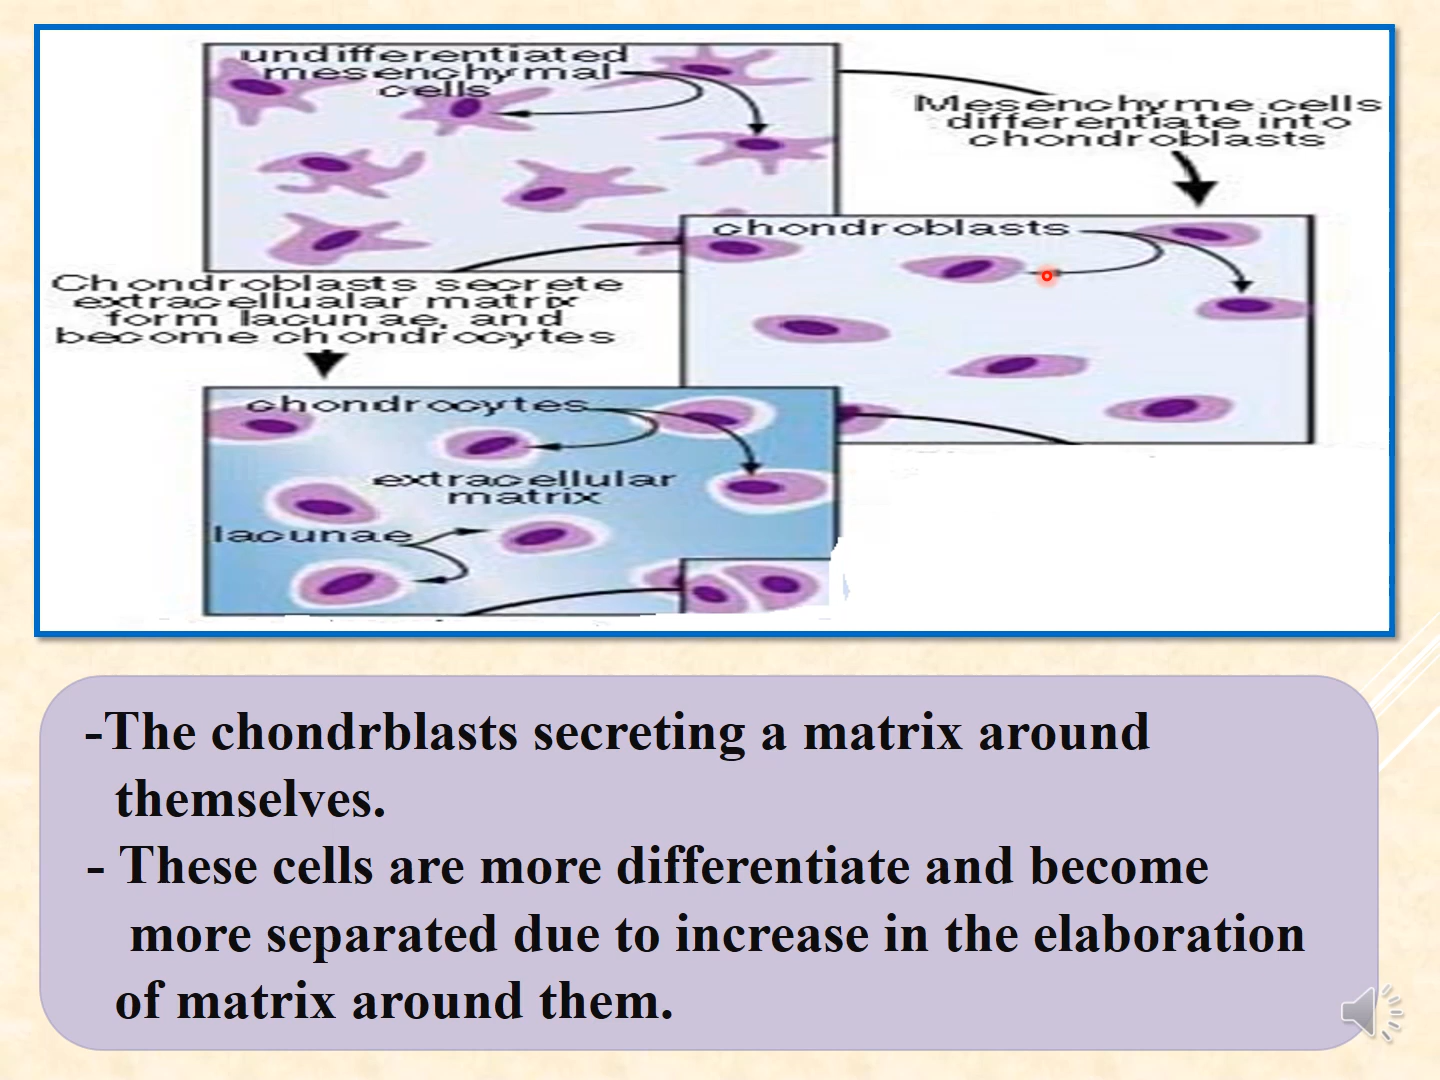 undifferentiated
mesenchymal
cells
Mesenchyme cells
differentiate into
chondroblasts
chondroblasts
Chondroblasts secrete
extracellualar matrix
form lacunae, and
become chondrocytes
chondrocytes
extracellular
matrix
lacunae
-The chondrblasts secreting a matrix around
themselves.
- These cells are more differentiate and become
more separated due to increase in the elaboration
of matrix around them.